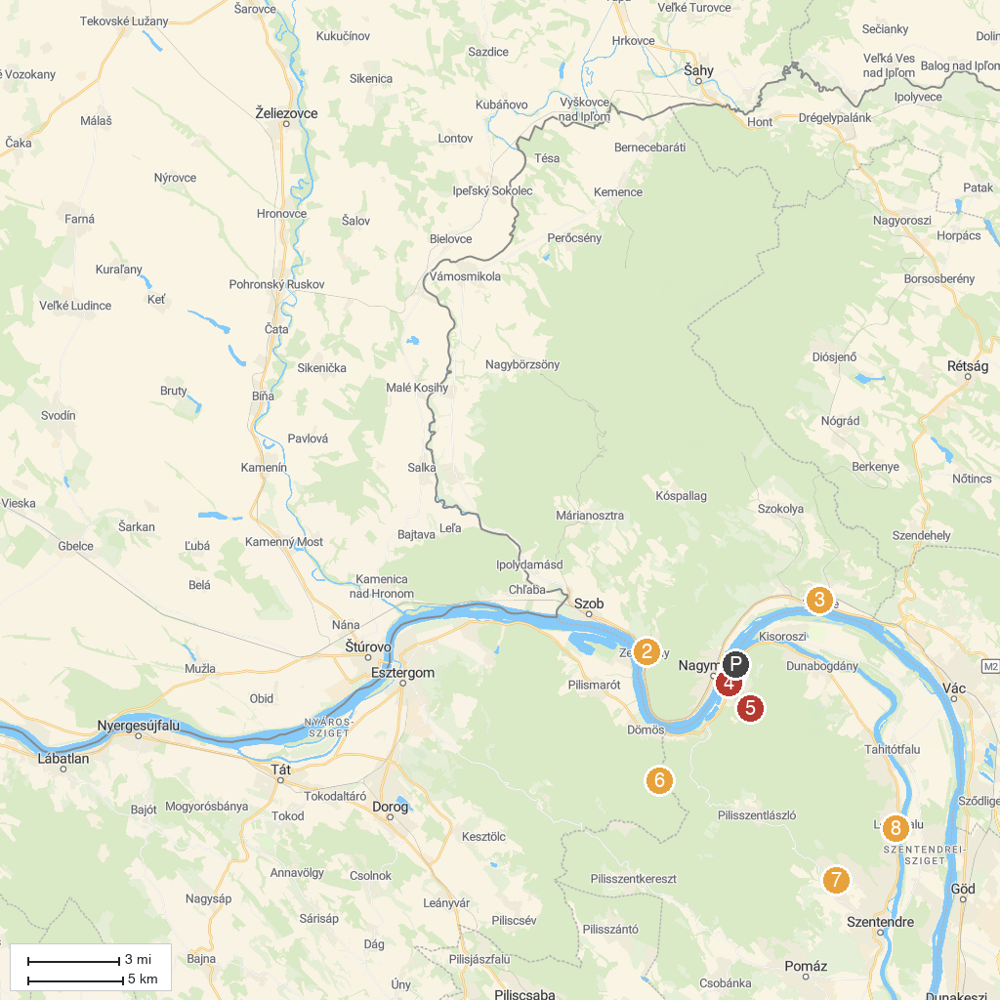 Šarovce
Veľké Turovce
Tekovské Lužany
Sečianky
Kukučínov
Hrkovce
Sazdice
Veľká Ves
nad Ipľom
Balog nad Ipľom
Šahy
Vozokany
Sikenica
Ipolyvece
Kubáňovo
Vyškovce
nad Ipľom
Želiezovce
Málaš
Hont
Drégelypalánk
Čaka
Lontov
Bernecebaráti
Tésa
Nýrovce
Ipeľský Sokolec
Kemence
Patak
Hronovce
Farná
Šalov
Nagyoroszi
Bielovce
Perőcsény
Horpács
Kuraľany
Vámosmikola
Borsosberény
Pohronský Ruskov
Keť
Veľké Ludince
Čata
Diósjenő
Sikenička
Nagybörzsöny
Rétság
Bruty
Bíňa
Malé Kosihy
Svodín
Nógrád
Pavlová
Kamenín
Salka
Berkenye
Nőtincs
Kóspallag
Vieska
Szokolya
Márianosztra
Šarkan
Leľa
Bajtava
Szendehely
Gbelce
Ľubá
Kamenný Most
Ipolydamásd
Kamenica
nad Hronom
Belá
Chľaba
3
Szob
Nána
Kisoroszi
Štúrovo
2
P
Nagym
Dunabogdány
M2
Mužla
Esztergom
4
Pilismarót
Vác
Obid
5
Nyergesújfalu
NYÁROS-
SZIGET
Dömös
Lábatlan
Tahitótfalu
Tát
6
Tokodaltáró
Dorog
Mogyorósbánya
Bajót
Tokod
Pilisszentlászló
8
Kesztölc
SZENTENDREI-
SZIGET
Annavölgy
Csolnok
Pilisszentkereszt
7
Göd
Nagysáp
Leányvár
Sárisáp
Piliscsév
Szentendre
Pilisszántó
Dág
Bajna
3 mi
Pilisjászfalu
Pomáz
5 km
Úny
Csobánka
Piliscsaba
Dunakeszi